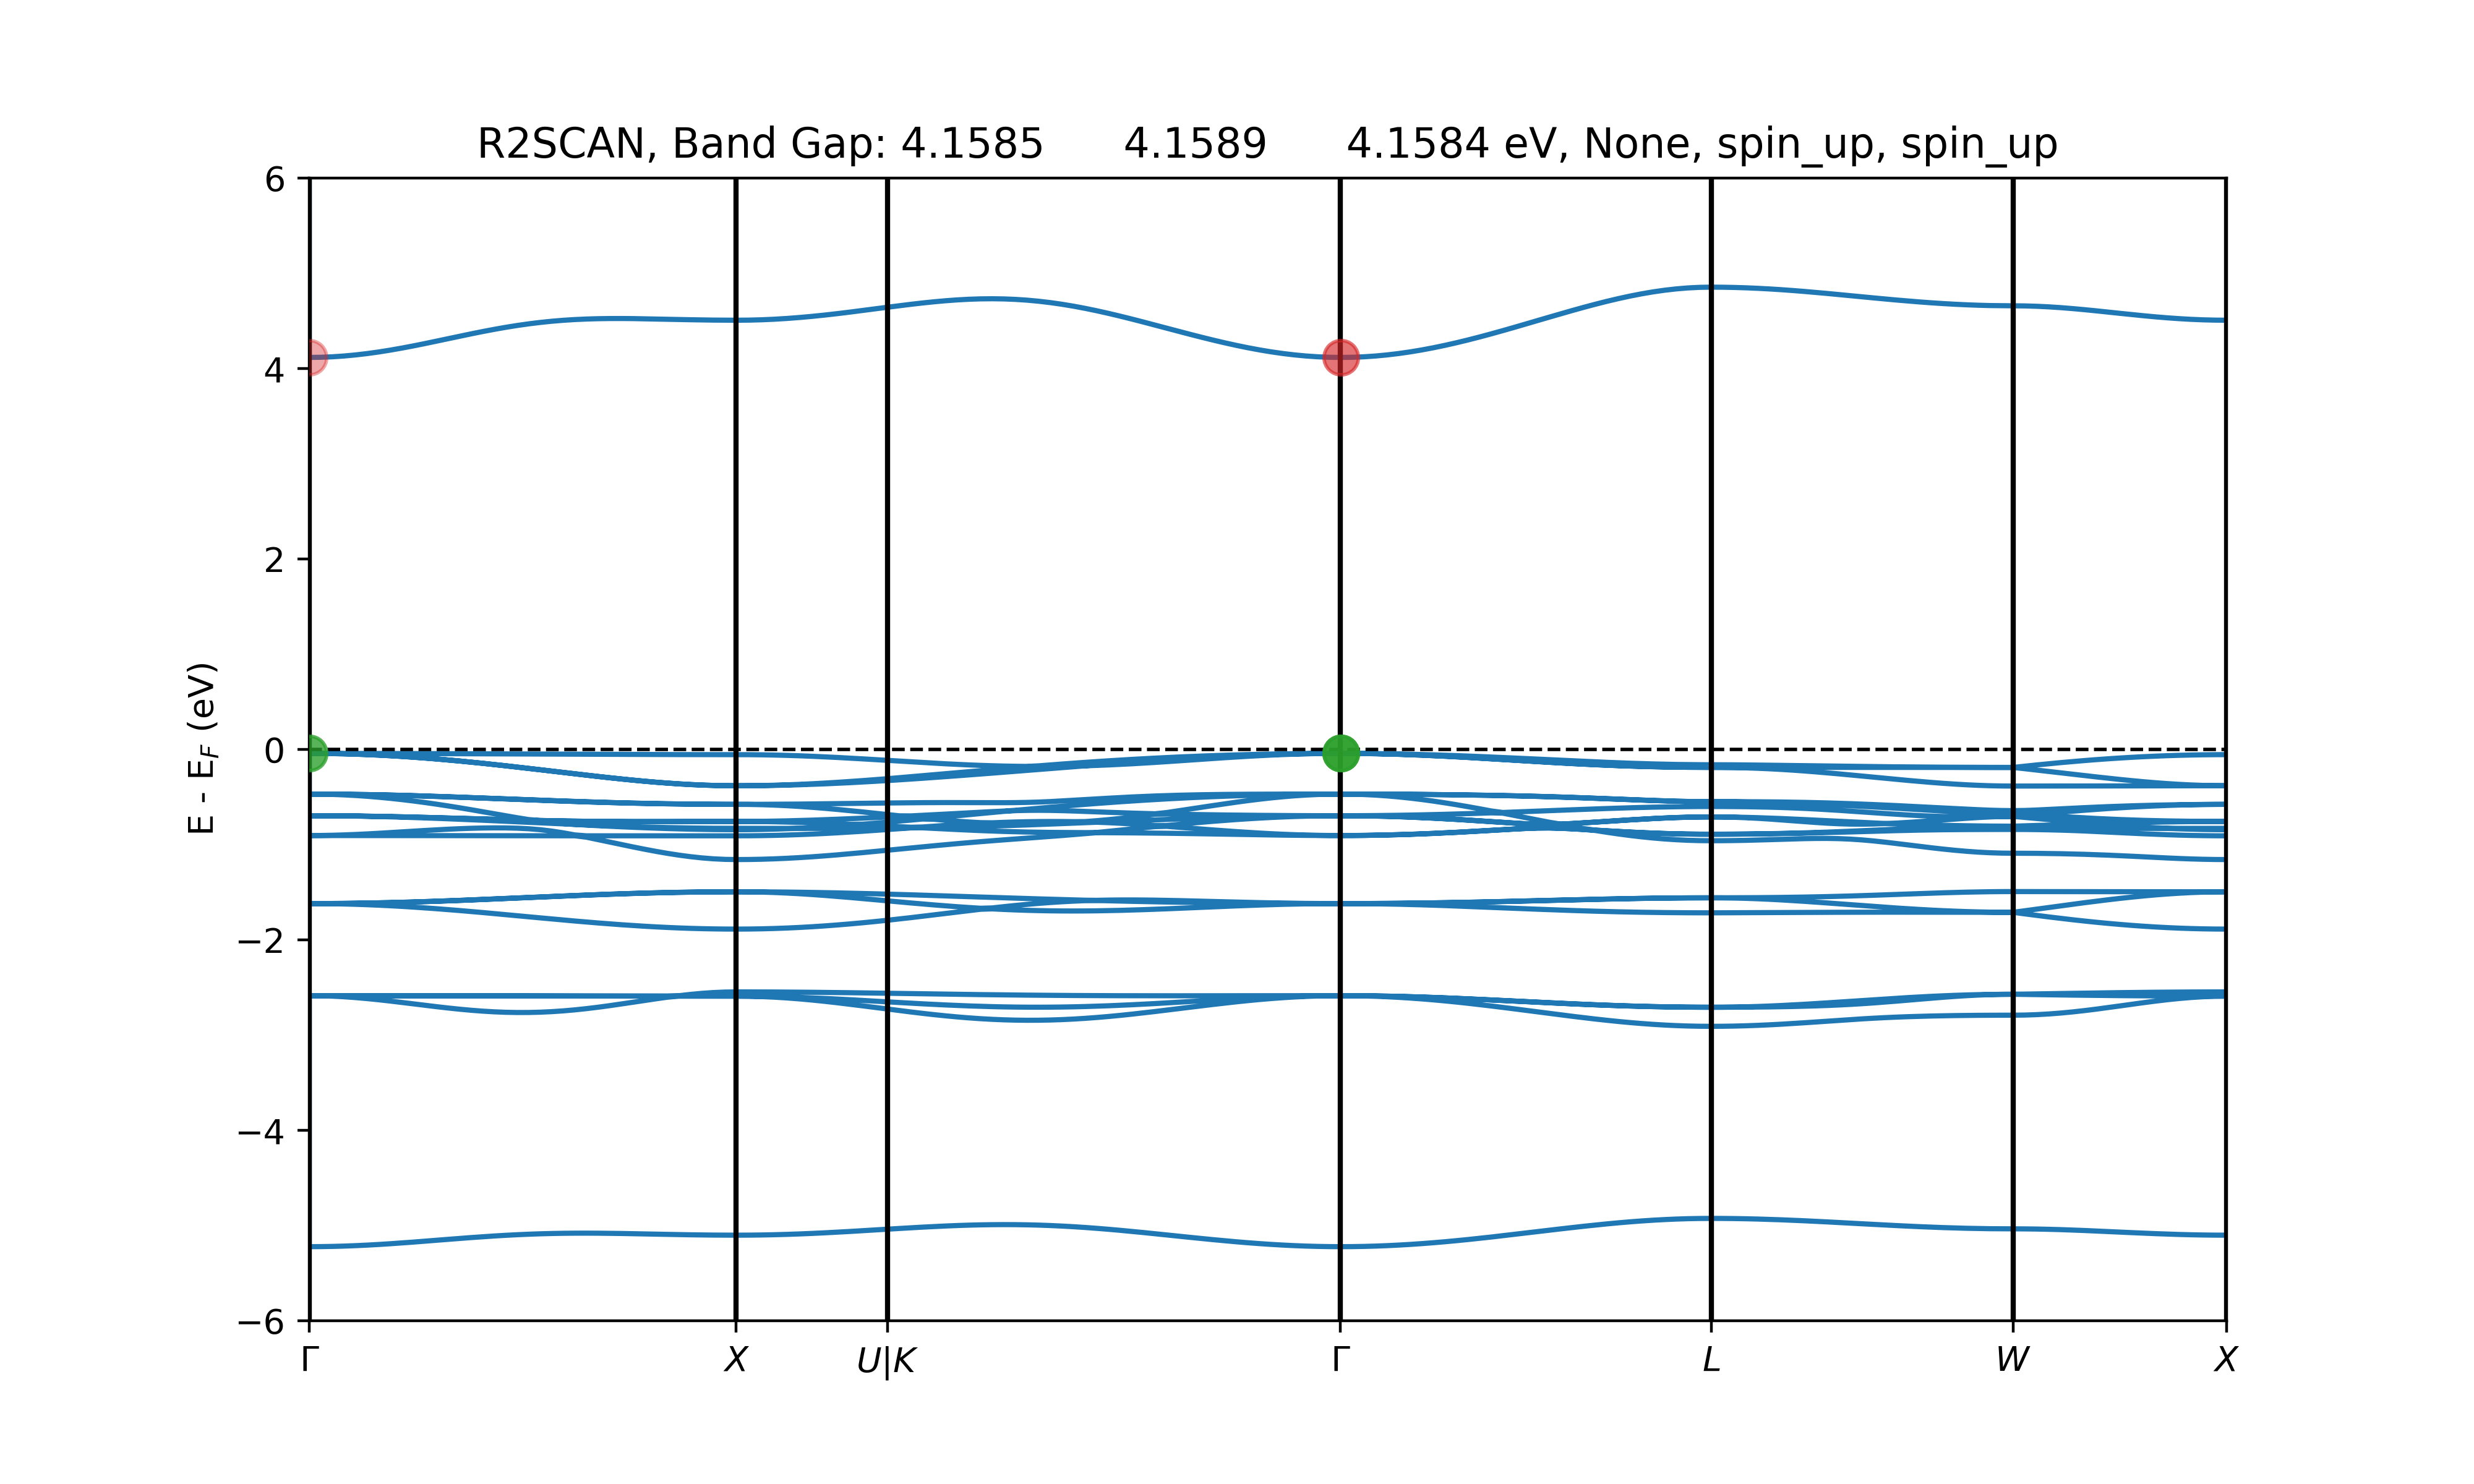 R2SCAN, Band Gap: 4.1585 4.1589 4.1584 eV, None, spin_up, spin_up
6
4
2
0
−2
−4
−6
E - E_F (eV)
Γ X U|K Γ L W X